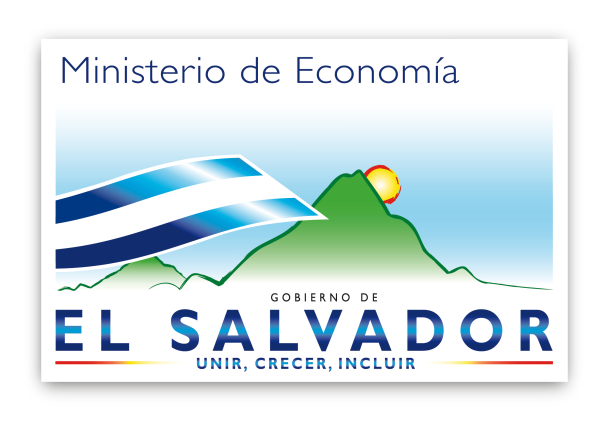 Ministerio de Economía
GOBIERNO DE
EL SALVADOR
UNIR, CRECER, INCLUIR